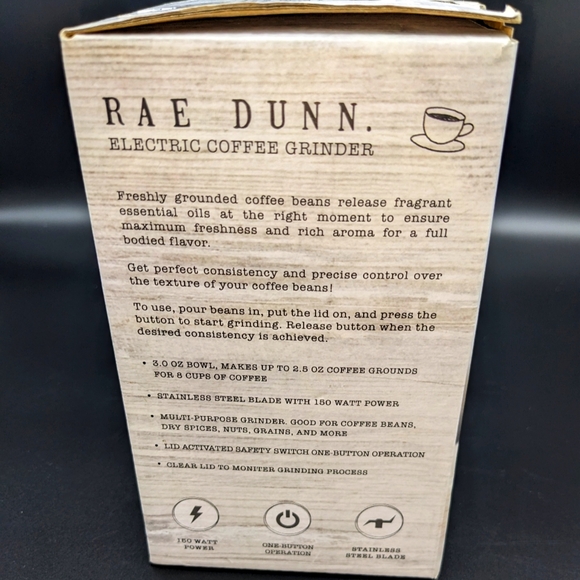 RAE DUNN.
ELECTRIC COFFEE GRINDER
Freshly grounded coffee beans release fragrant
essential oils at the right moment to ensure
maximum freshness and rich aroma for a full
bodied flavor.
Get perfect consistency and precise control over
the texture of your coffee beans!
To use, pour beans in, put the lid on, and press the
button to start grinding. Release button when the
desired consistency is achieved.
• 3.0 OZ BOWL, MAKES UP TO 2.5 OZ COFFEE GROUNDS
FOR 8 CUPS OF COFFEE
• STAINLESS STEEL BLADE WITH 150 WATT POWER
• MULTI-PURPOSE GRINDER. GOOD FOR COFFEE BEANS,
DRY SPICES, NUTS, GRAINS, AND MORE
• LID ACTIVATED SAFETY SWITCH ONE-BUTTON OPERATION
• CLEAR LID TO MONITER GRINDING PROCESS
150 WATT
POWER
ONE-BUTTON
OPERATION
STAINLESS
STEEL BLADE